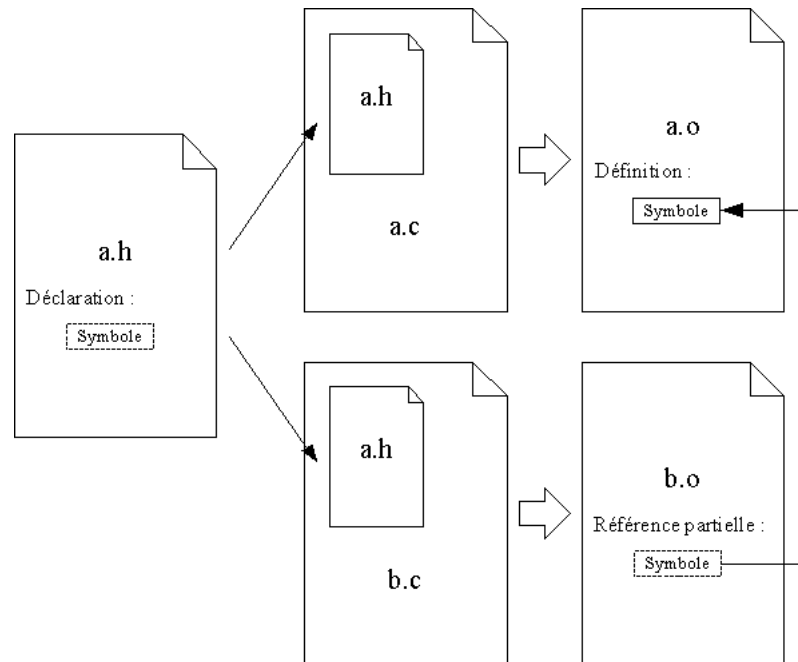 a.h
Déclaration :
Symbole
a.h
a.c
a.o
Définition :
Symbole
a.h
b.c
b.o
Référence partielle :
Symbole